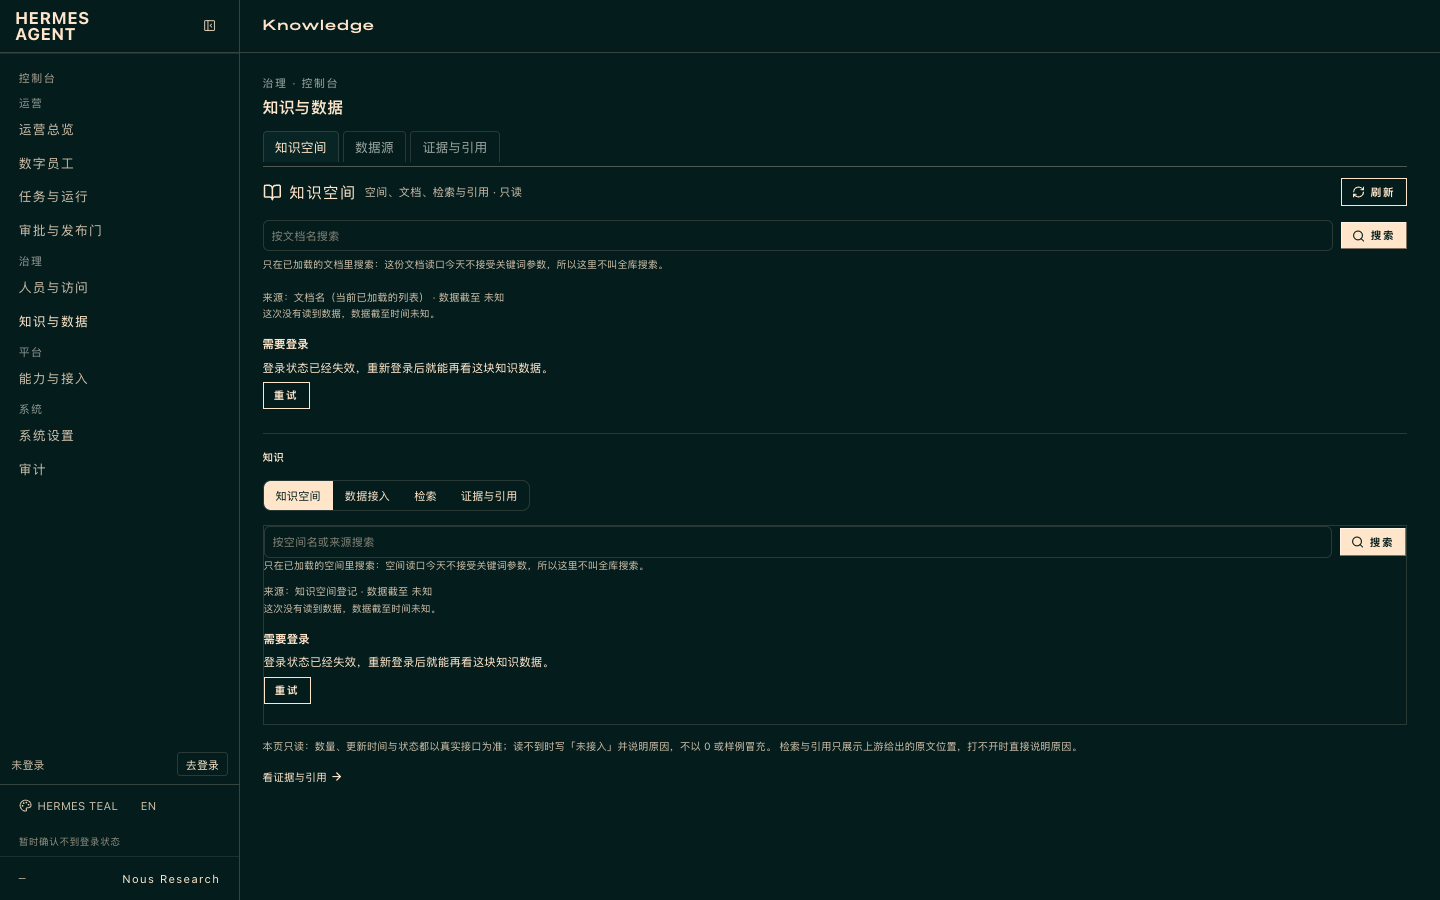 HERMES
AGENT
Knowledge
控制台
运营
运营总览
数字员工
任务与运行
审批与发布门
治理
人员与访问
知识与数据
平台
能力与接入
系统
系统设置
审计
未登录
去登录
HERMES TEAL EN
暂时确认不到登录状态
—
Nous Research
治理 · 控制台
知识与数据
知识空间 数据源 证据与引用
知识空间 空间、文档、检索与引用 · 只读
刷新
按文档名搜索
搜索
只在已加载的文档里搜索：这份文档读口今天不接受关键词参数，所以这里不叫全库搜索。
来源：文档名（当前已加载的列表） · 数据截至 未知
这次没有读到数据，数据截至时间未知。
需要登录
登录状态已经失效，重新登录后就能再看这块知识数据。
重试
知识
知识空间 数据接入 检索 证据与引用
按空间名或来源搜索
搜索
只在已加载的空间里搜索：空间读口今天不接受关键词参数，所以这里不叫全库搜索。
来源：知识空间登记 · 数据截至 未知
这次没有读到数据，数据截至时间未知。
需要登录
登录状态已经失效，重新登录后就能再看这块知识数据。
重试
本页只读：数量、更新时间与状态都以真实接口为准；读不到时写「未接入」并说明原因，不以 0 或样例冒充。 检索与引用只展示上游给出的原文位置，打不开时直接说明原因。
看证据与引用 →